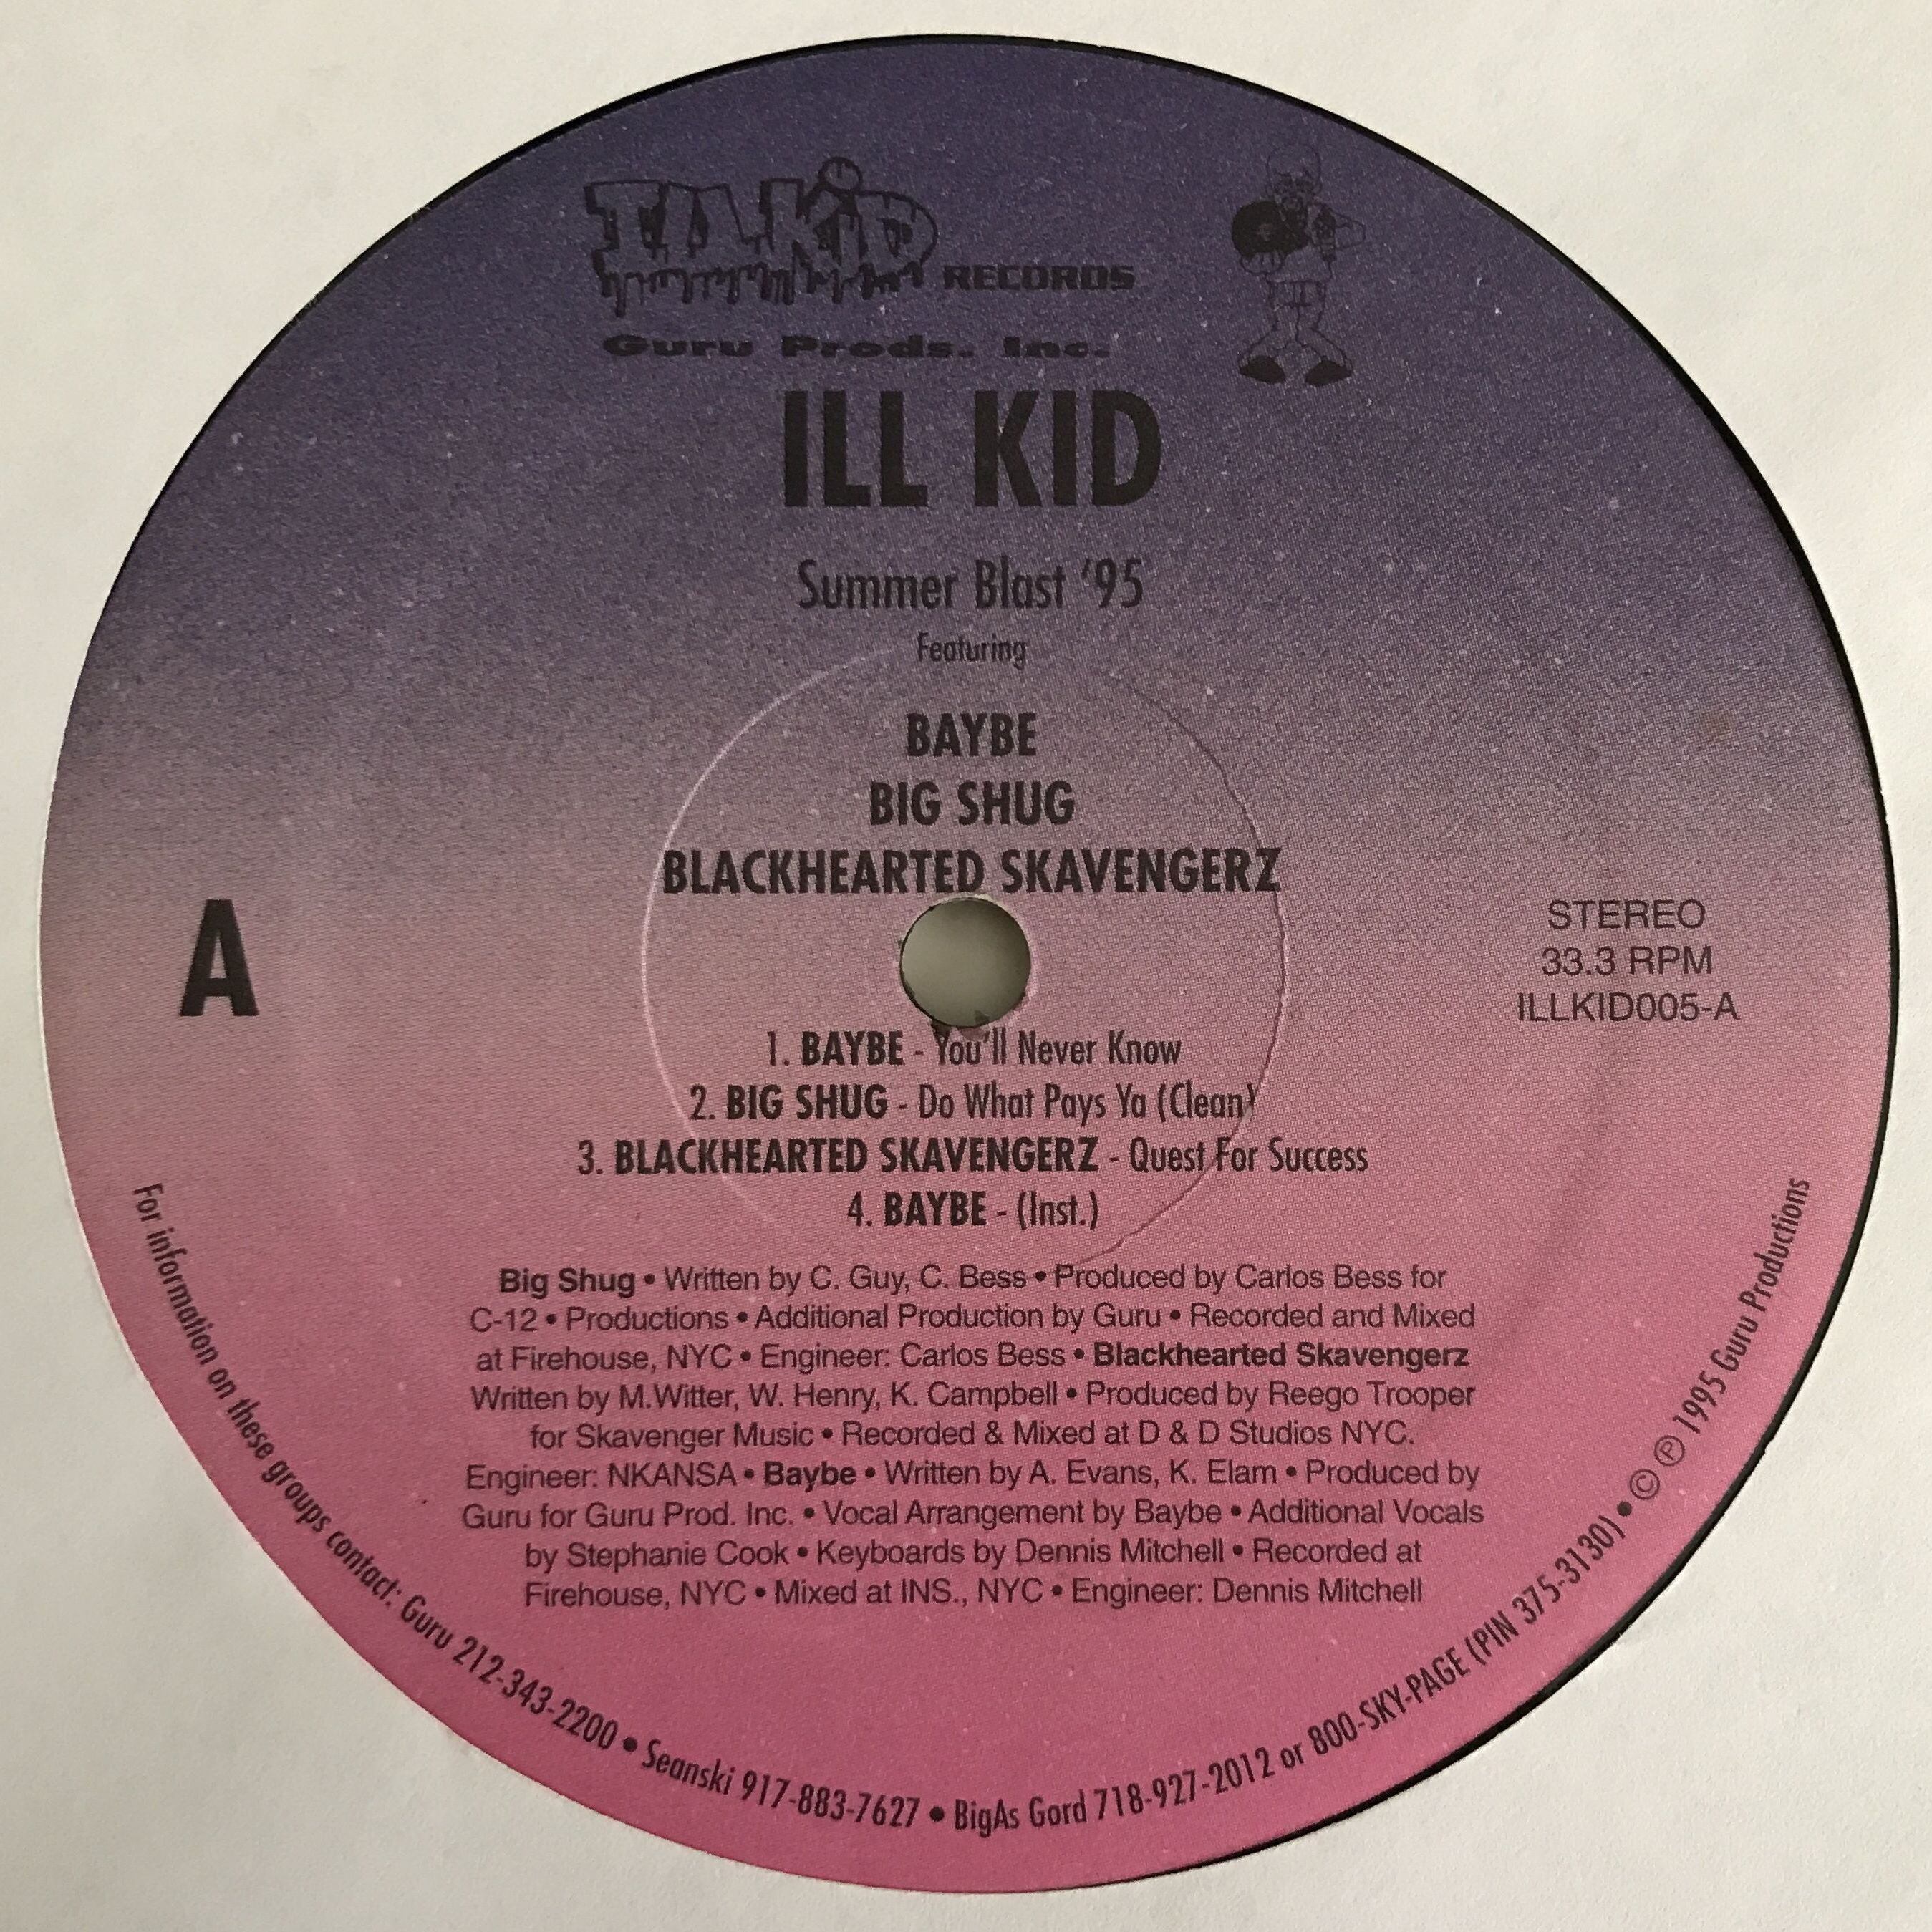 ILLKID RECORDS
Guru Prods. Inc.
ILL KID
Summer Blast '95
Featuring
BAYBE
BIG SHUG
BLACKHEARTED SKAVENGERZ
A
STEREO
33.3 RPM
ILLKID005-A
1. BAYBE - You'll Never Know
2. BIG SHUG - Do What Pays Ya (Clean)
3. BLACKHEARTED SKAVENGERZ - Quest For Success
4. BAYBE - (Inst.)
Big Shug • Written by C. Guy, C. Bess • Produced by Carlos Bess for
C-12 • Productions • Additional Production by Guru • Recorded and Mixed
at Firehouse, NYC • Engineer: Carlos Bess • Blackhearted Skavengerz
Written by M.Witter, W. Henry, K. Campbell • Produced by Reego Trooper
for Skavenger Music • Recorded & Mixed at D & D Studios NYC.
Engineer: NKANSA • Baybe • Written by A. Evans, K. Elam • Produced by
Guru for Guru Prod. Inc. • Vocal Arrangement by Baybe • Additional Vocals
by Stephanie Cook • Keyboards by Dennis Mitchell • Recorded at
Firehouse, NYC • Mixed at INS., NYC • Engineer: Dennis Mitchell
For information on these groups contact: Guru 212-343-2200 • Seanski 917-883-7627 • BigAs Gord 718-927-2012 or 800-SKY-PAGE (PIN 375-3130) • © ℗ 1995 Guru Productions